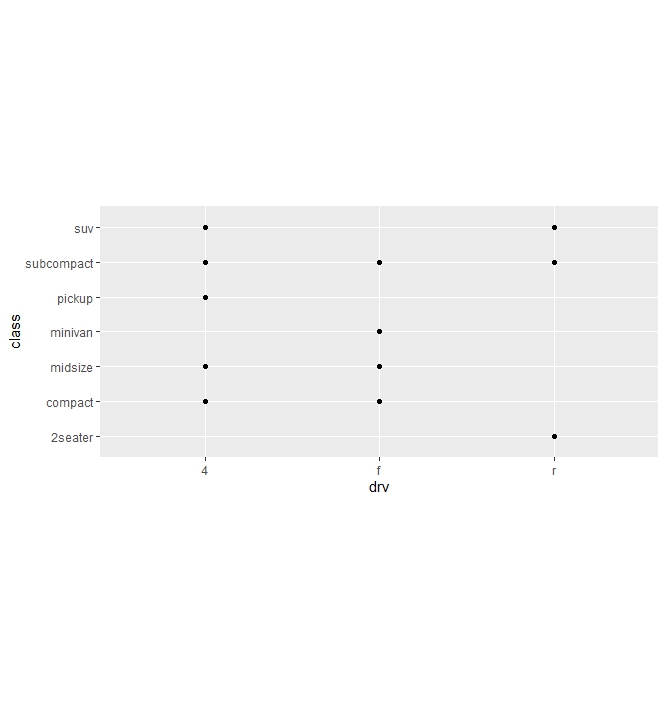 suv
subcompact
pickup
minivan
midsize
compact
2seater
class
4 f r
drv